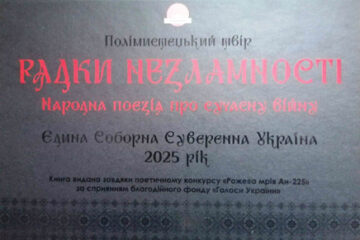 Полімистецький твір
РАДКИ НЕЗЛАМНОСТІ
Народна поезія про сучасну війну
Єдина Соборна Суверенна Україна
2025 рік
Книга видана завдяки поетичному конкурсу «Рожева мрія Ан-225»
за сприянням благодійного фонду «Голоси України»